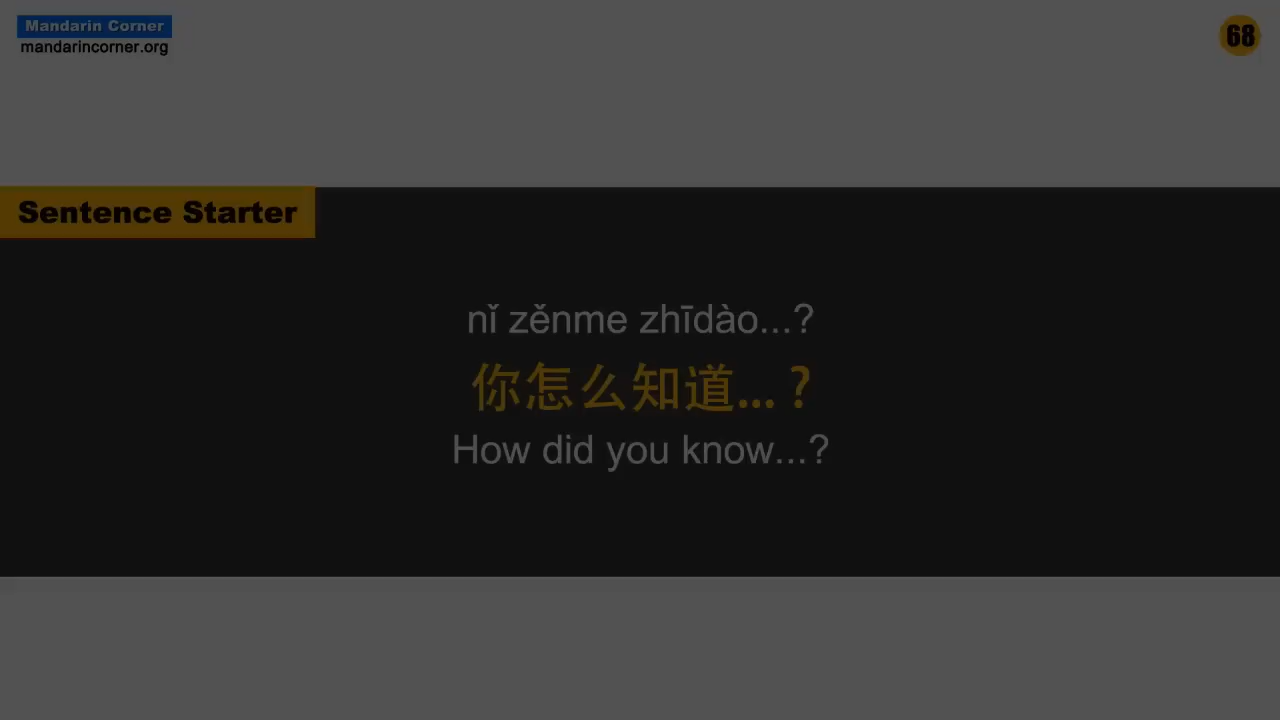 Mandarin Corner
mandarincorner.org
68
Sentence Starter
nǐ zěnme zhīdào...?
你怎么知道...?
How did you know...?